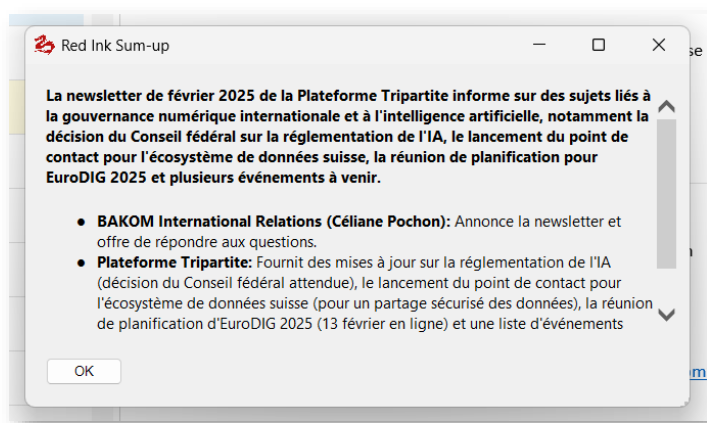 Red Ink Sum-up
se
La newsletter de février 2025 de la Plateforme Tripartite informe sur des sujets liés à
la gouvernance numérique internationale et à l'intelligence artificielle, notamment la
décision du Conseil fédéral sur la réglementation de l'IA, le lancement du point de
contact pour l'écosystème de données suisse, la réunion de planification pour
EuroDIG 2025 et plusieurs événements à venir.
● BAKOM International Relations (Céliane Pochon): Annonce la newsletter et
offre de répondre aux questions.
● Plateforme Tripartite: Fournit des mises à jour sur la réglementation de l'IA
(décision du Conseil fédéral attendue), le lancement du point de contact pour
l'écosystème de données suisse (pour un partage sécurisé des données), la réunion
de planification d'EuroDIG 2025 (13 février en ligne) et une liste d'événements
OK
om